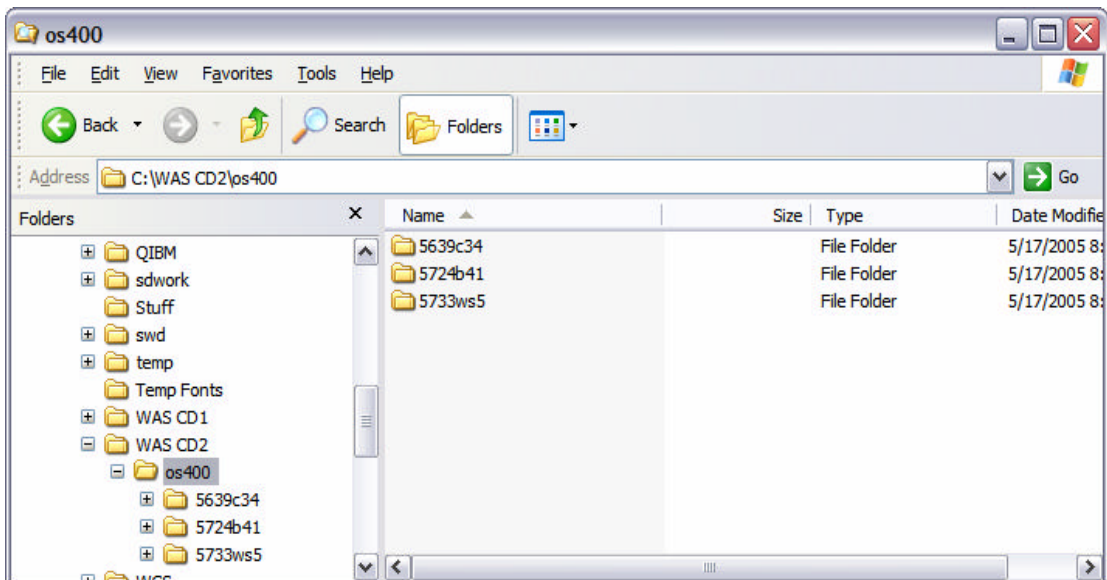 os400
File Edit View Favorites Tools Help
Back Search Folders
Address C:\WAS CD2\os400 Go
Folders x Name Size Type Date Modifie
QIBM
sdwork
Stuff
swd
temp
Temp Fonts
WAS CD1
WAS CD2
os400
5639c34
5724b41
5733ws5
5639c34 File Folder 5/17/2005 8:
5724b41 File Folder 5/17/2005 8:
5733ws5 File Folder 5/17/2005 8: